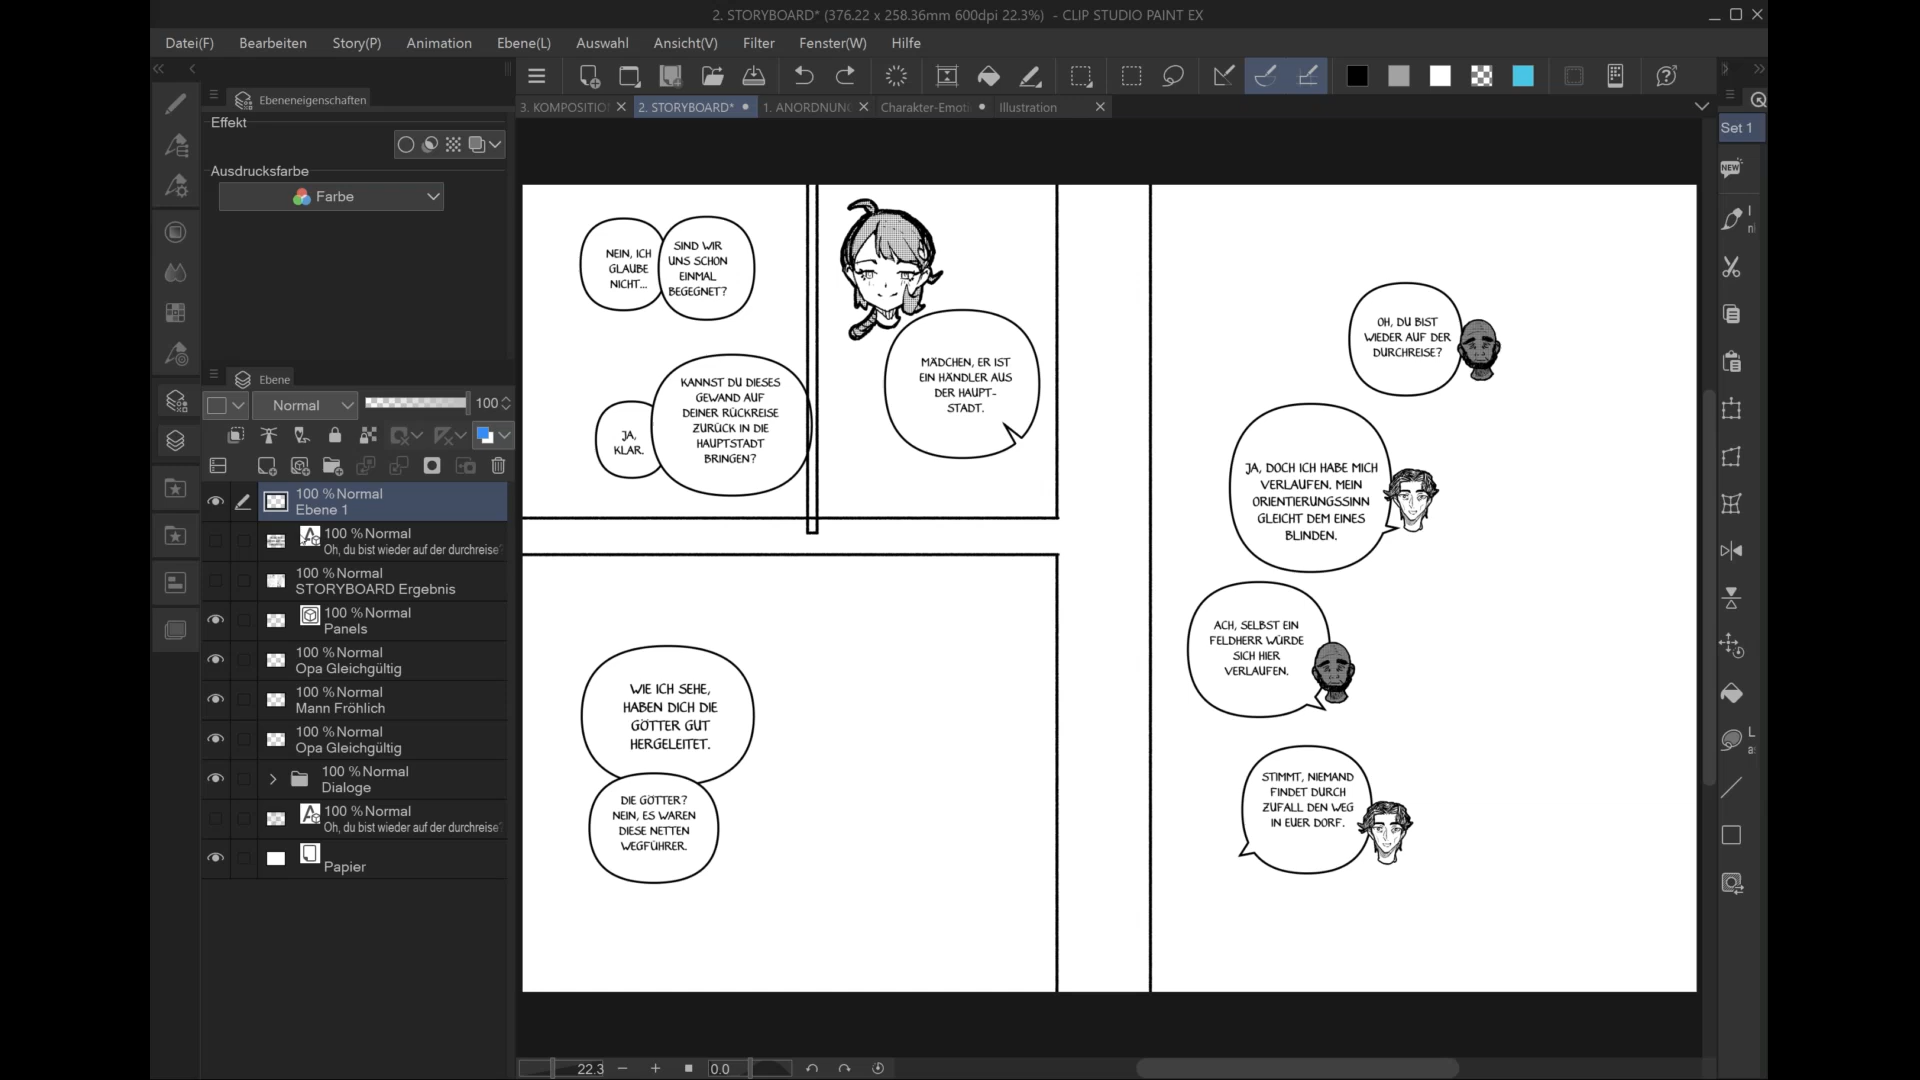 2. STORYBOARD* (376.22 x 258.36mm 600dpi 22.3%) - CLIP STUDIO PAINT EX
Datei(F) Bearbeiten Story(P) Animation Ebene(L) Auswahl Ansicht(V) Filter Fenster(W) Hilfe
3. KOMPOSITIO 2. STORYBOARD* 1. ANORDNUNG Charakter-Emoti Illustration
Ebeneneigenschaften
Effekt
Ausdrucksfarbe
Farbe
Ebene
Normal 100
100 %Normal
Ebene 1
100 %Normal
Oh, du bist wieder auf der durchreise?
100 %Normal
STORYBOARD Ergebnis
100 %Normal
Panels
100 %Normal
Opa Gleichgültig
100 %Normal
Mann Fröhlich
100 %Normal
Opa Gleichgültig
100 %Normal
Dialoge
100 %Normal
Oh, du bist wieder auf der durchreise?
Papier
NEIN, ICH
GLAUBE
NICHT...
SIND WIR
UNS SCHON
EINMAL
BEGEGNET?
KANNST DU DIESES
GEWAND AUF
DEINER RÜCKREISE
ZURÜCK IN DIE
HAUPTSTADT
BRINGEN?
JA,
KLAR.
MÄDCHEN, ER IST
EIN HÄNDLER AUS
DER HAUPT-
STADT.
WIE ICH SEHE,
HABEN DICH DIE
GÖTTER GUT
HERGELEITET.
DIE GÖTTER?
NEIN, ES WAREN
DIESE NETTEN
WEGFÜHRER.
OH, DU BIST
WIEDER AUF DER
DURCHREISE?
JA, DOCH ICH HABE MICH
VERLAUFEN. MEIN
ORIENTIERUNGSSINN
GLEICHT DEM EINES
BLINDEN.
ACH, SELBST EIN
FELDHERR WÜRDE
SICH HIER
VERLAUFEN.
STIMMT, NIEMAND
FINDET DURCH
ZUFALL DEN WEG
IN EUER DORF.
Set 1
NEW
22.3
0.0